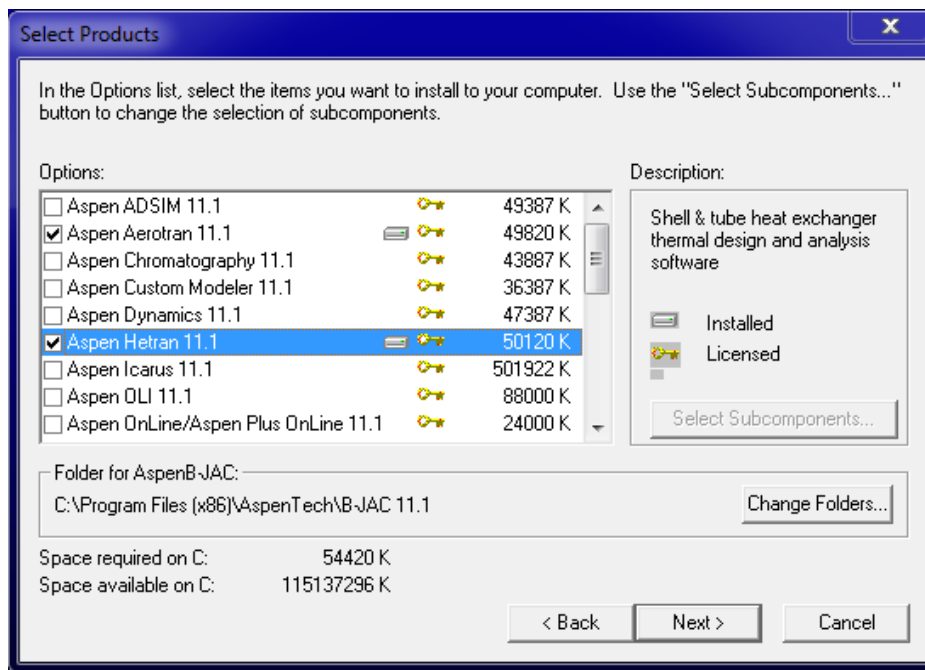 Select Products
x
In the Options list, select the items you want to install to your computer. Use the "Select Subcomponents..."
button to change the selection of subcomponents.
Options:
Aspen ADSIM 11.1 49387 K
Aspen Aerotran 11.1 49820 K
Aspen Chromatography 11.1 43887 K
Aspen Custom Modeler 11.1 36387 K
Aspen Dynamics 11.1 47387 K
Aspen Hetran 11.1 50120 K
Aspen Icarus 11.1 501922 K
Aspen OLI 11.1 88000 K
Aspen OnLine/Aspen Plus OnLine 11.1 24000 K
Description:
Shell & tube heat exchanger
thermal design and analysis
software
Installed
Licensed
Select Subcomponents...
Folder for AspenB-JAC:
C:\Program Files (x86)\AspenTech\B-JAC 11.1
Change Folders...
Space required on C: 54420 K
Space available on C: 115137296 K
< Back Next > Cancel